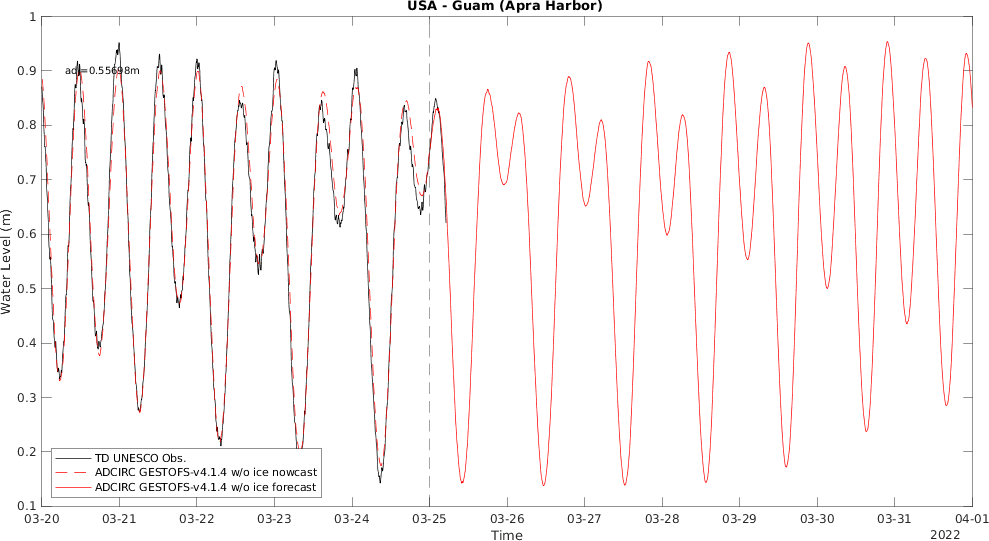 USA - Guam (Apra Harbor)
1
0.9
0.8
0.7
0.6
0.5
0.4
0.3
0.2
0.1
Water Level (m)
adj=0.55698m
TD UNESCO Obs.
ADCIRC GESTOFS-v4.1.4 w/o ice nowcast
ADCIRC GESTOFS-v4.1.4 w/o ice forecast
03-20 03-21 03-22 03-23 03-24 03-25 03-26 03-27 03-28 03-29 03-30 03-31 04-01
Time
2022